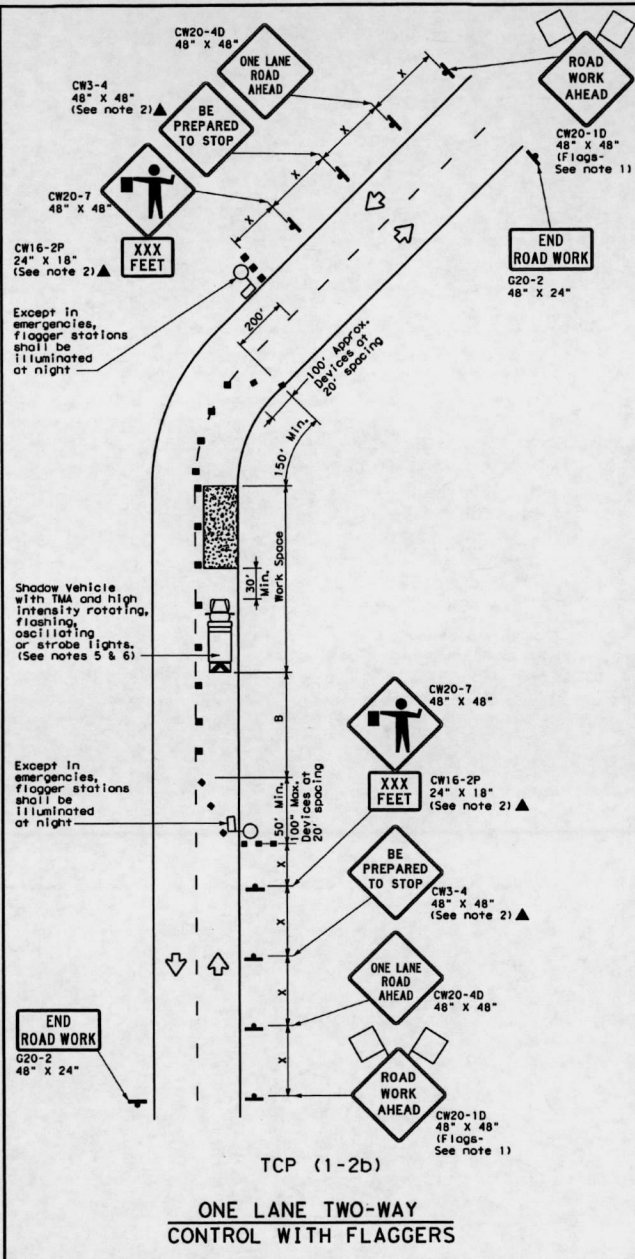 CW20-4D
48" X 48"
ONE LANE
ROAD
AHEAD
CW3-4
48" X 48"
(See note 2)▲
BE
PREPARED
TO STOP
CW20-7
48" X 48"
CW16-2P
24" X 18"
(See note 2)▲
XXX
FEET
X
X
X
X
ROAD
WORK
AHEAD
CW20-1D
48" X 48"
(Flags-
See note 1)
END
ROAD WORK
G20-2
48" X 24"
Except in
emergencies,
flagger stations
shall be
illuminated
at night
200'
100' Approx.
Devices at
20' spacing
150' Min.
Work Space
30'
Min.
Shadow Vehicle
with TMA and high
intensity rotating,
flashing,
oscillating
or strobe lights.
(See notes 5 & 6)
B
CW20-7
48" X 48"
XXX
FEET
CW16-2P
24" X 18"
(See note 2)▲
Except in
emergencies,
flagger stations
shall be
illuminated
at night
50' Min.
100" Max.
Devices at
20' spacing
X
BE
PREPARED
TO STOP
CW3-4
48" X 48"
(See note 2)▲
X
ONE LANE
ROAD
AHEAD
CW20-4D
48" X 48"
X
X
END
ROAD WORK
G20-2
48" X 24"
ROAD
WORK
AHEAD
CW20-1D
48" X 48"
(Flags-
See note 1)
TCP (1-2b)
ONE LANE TWO-WAY
CONTROL WITH FLAGGERS